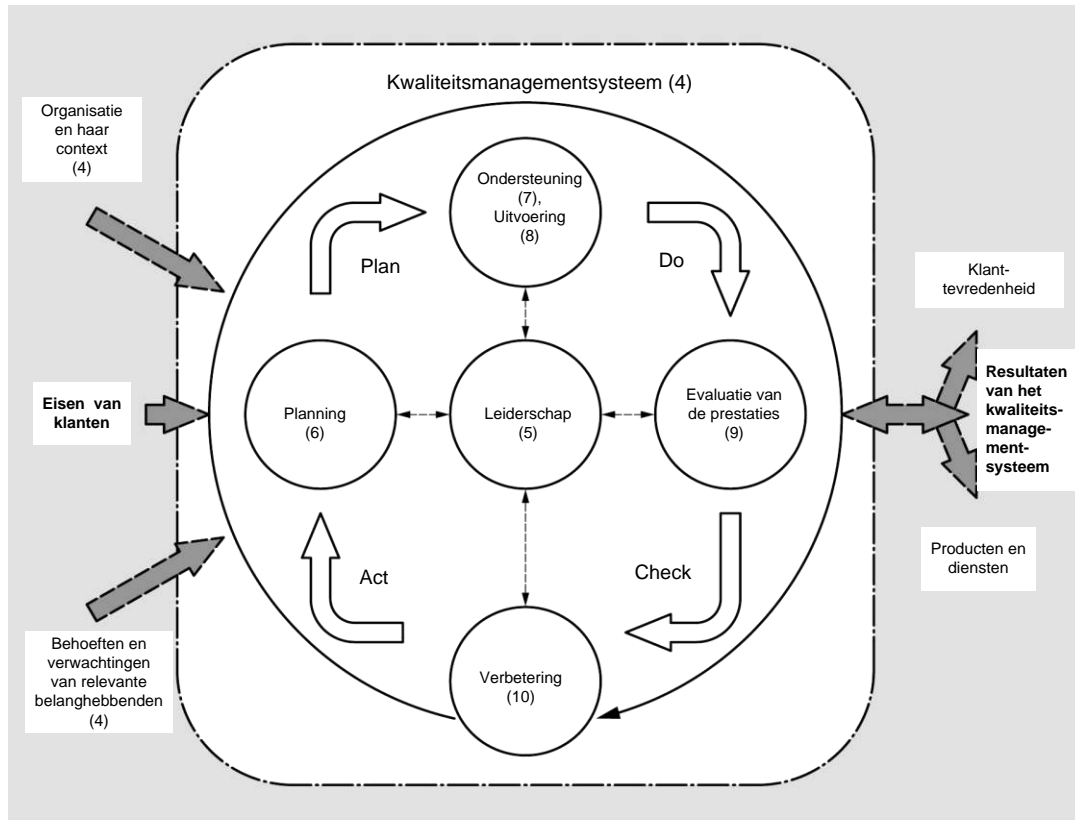 Kwaliteitsmanagementsysteem (4)
Organisatie
en haar
context
(4)
Ondersteuning
(7),
Uitvoering
(8)
Plan
Do
Klant-
tevredenheid
Eisen van
klanten
Planning
(6)
Leiderschap
(5)
Evaluatie van
de prestaties
(9)
Resultaten
van het
kwaliteits-
manage-
ment-
systeem
Act
Check
Producten en
diensten
Behoeften en
verwachtingen
van relevante
belanghebbenden
(4)
Verbetering
(10)